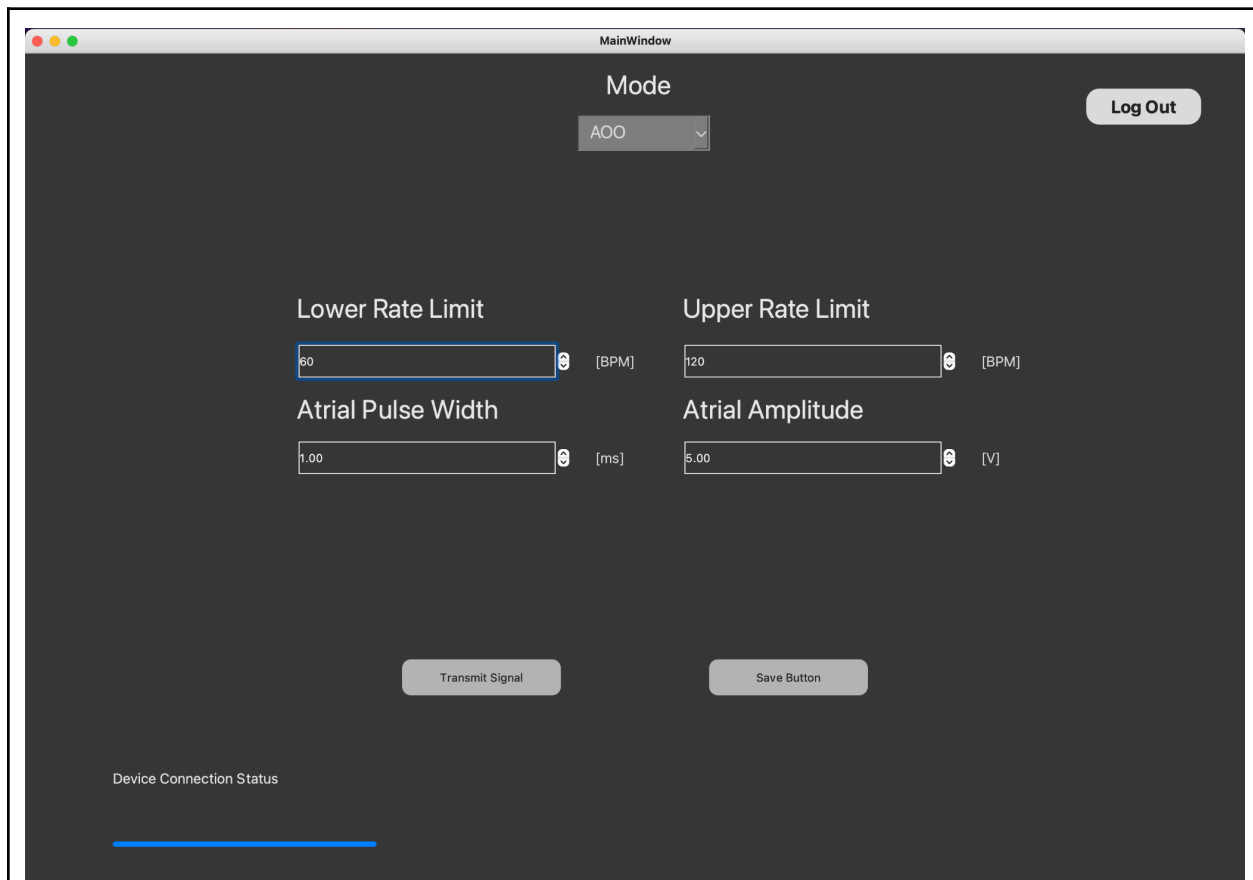 MainWindow
Mode
Log Out
AOO
Lower Rate Limit Upper Rate Limit
60 [BPM] 120 [BPM]
Atrial Pulse Width Atrial Amplitude
1.00 [ms] 5.00 [V]
Transmit Signal Save Button
Device Connection Status